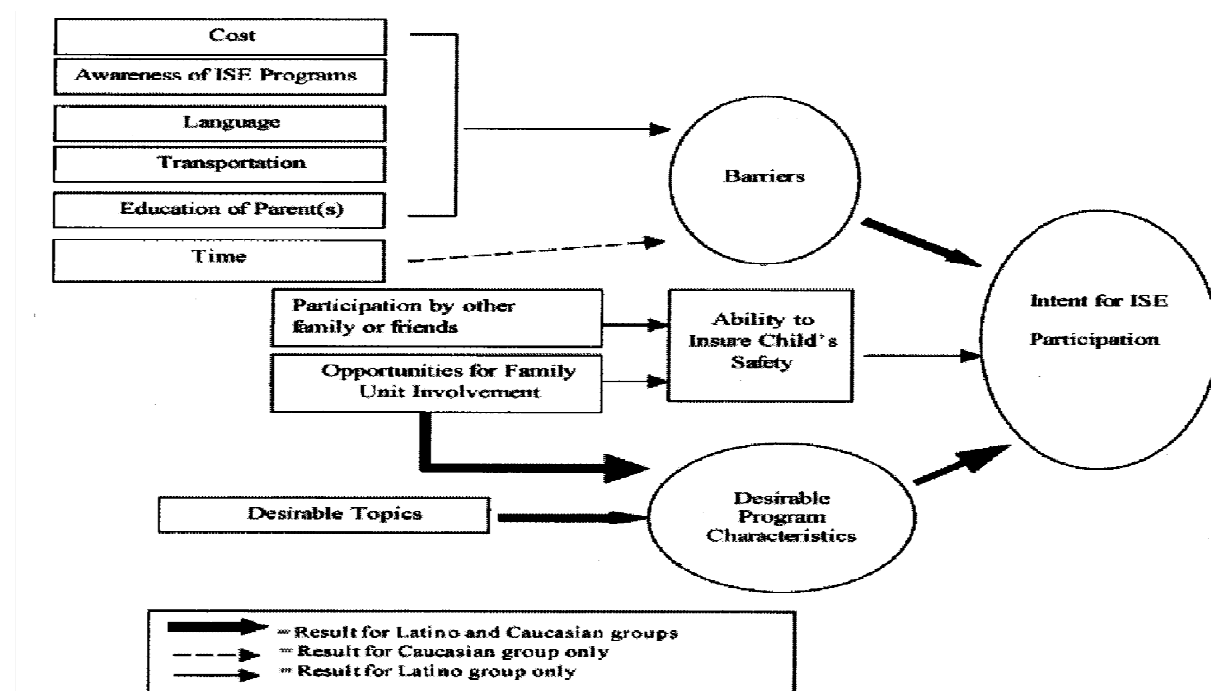 Cost
Awareness of ISE Programs
Language
Transportation
Education of Parent(s)
Time
Barriers
Participation by other
family or friends
Opportunities for Family
Unit Involvement
Ability to
Insure Child's
Safety
Intent for ISE
Participation
Desirable Topics
Desirable
Program
Characteristics
= Result for Latino and Caucasian groups
= Result for Caucasian group only
= Result for Latino group only